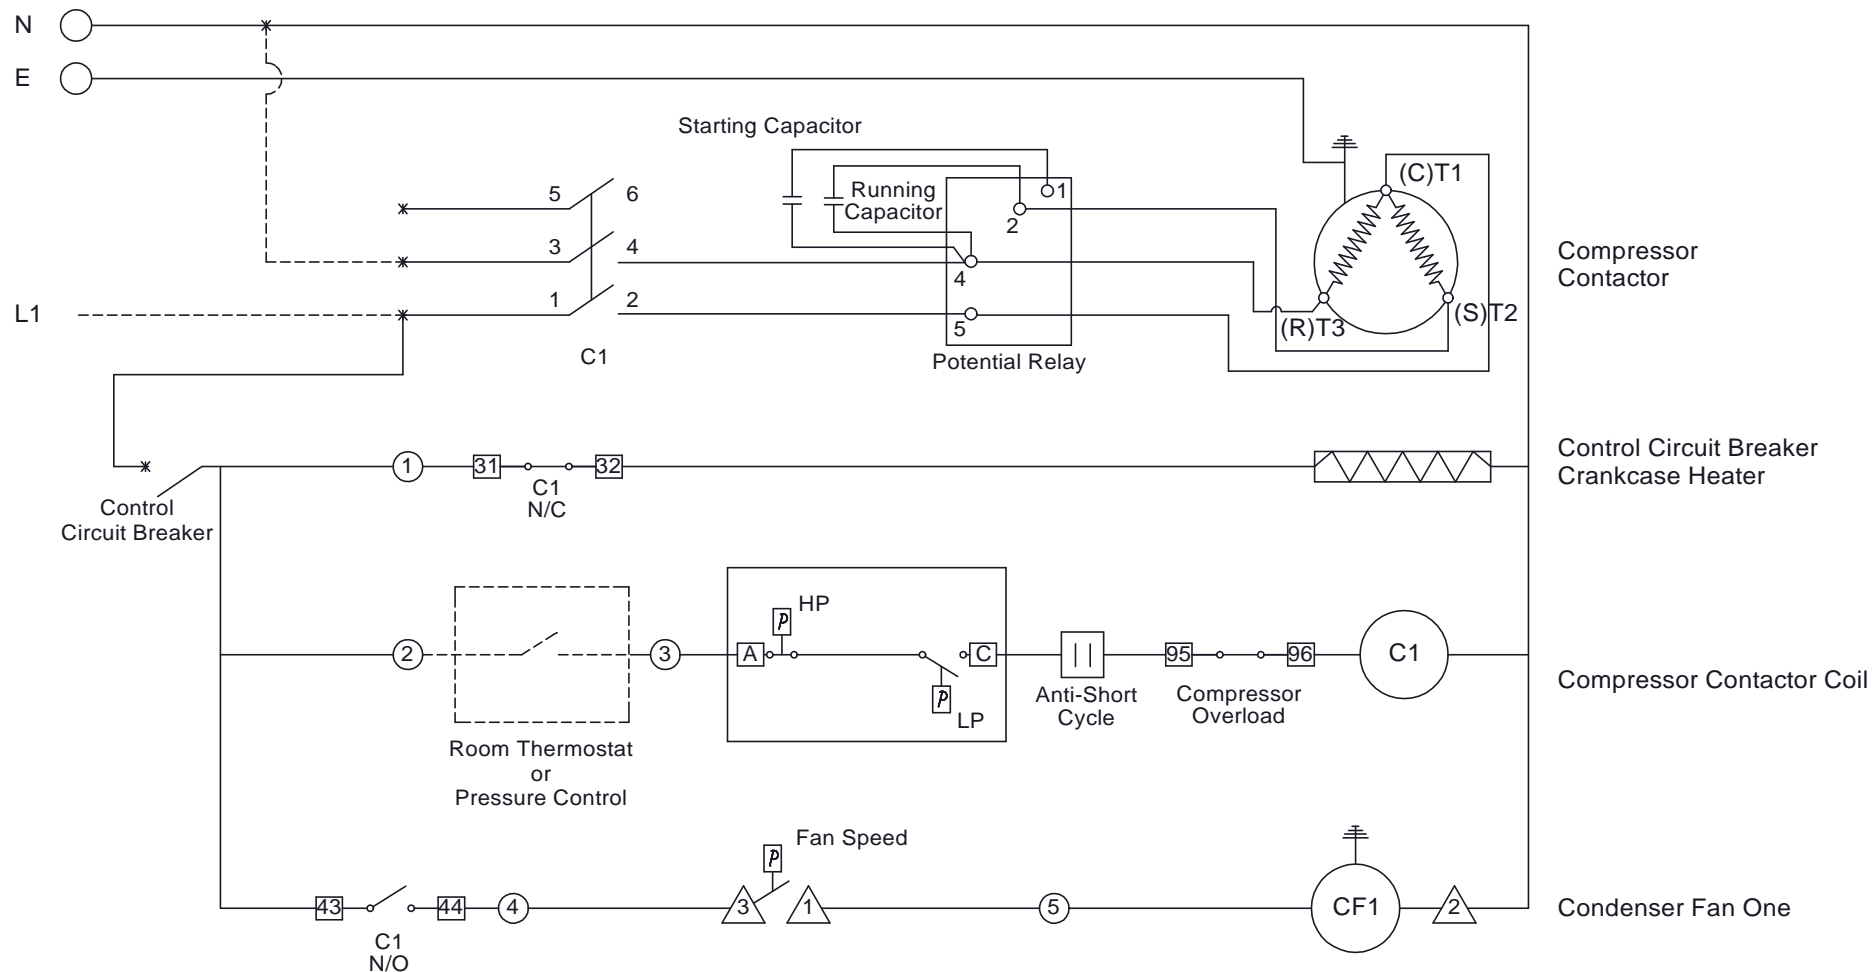 N
E
Starting Capacitor
(C)T1
5 6
Running
Capacitor
1
2
3 4
4
Compressor
Contactor
L1
1 2
5
(R)T3
(S)T2
C1
Potential Relay
1
31
32
C1
N/C
Control
Circuit Breaker
Control Circuit Breaker
Crankcase Heater
HP
2
3
A
C
P
P
LP
95
96
C1
Anti-Short
Cycle
Compressor
Overload
Compressor Contactor Coil
Room Thermostat
or
Pressure Control
Fan Speed
P
43
44
4
3
1
5
CF1
2
Condenser Fan One
C1
N/O